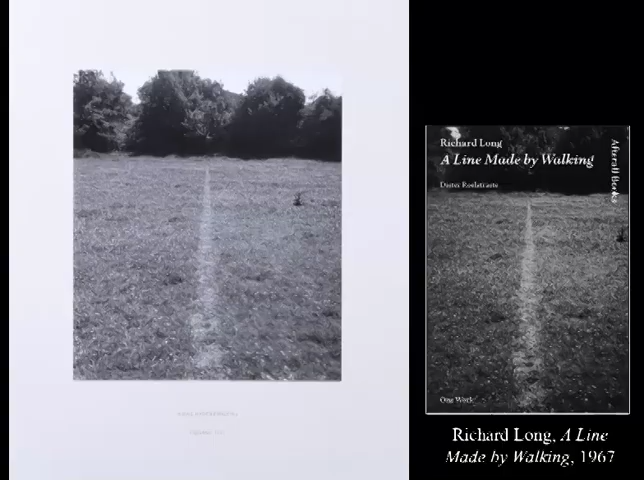 Richard Long
A Line Made by Walking
Dieter Roelstraete
Afterall Books
One Work
Richard Long, A Line
Made by Walking, 1967